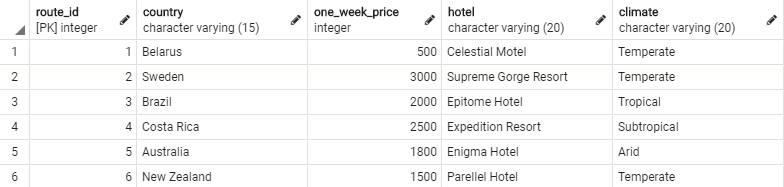 route_id country one_week_price hotel climate
[PK] integer character varying (15) integer character varying (20) character varying (20)
1 1 Belarus 500 Celestial Motel Temperate
2 2 Sweden 3000 Supreme Gorge Resort Temperate
3 3 Brazil 2000 Epitome Hotel Tropical
4 4 Costa Rica 2500 Expedition Resort Subtropical
5 5 Australia 1800 Enigma Hotel Arid
6 6 New Zealand 1500 Parellel Hotel Temperate